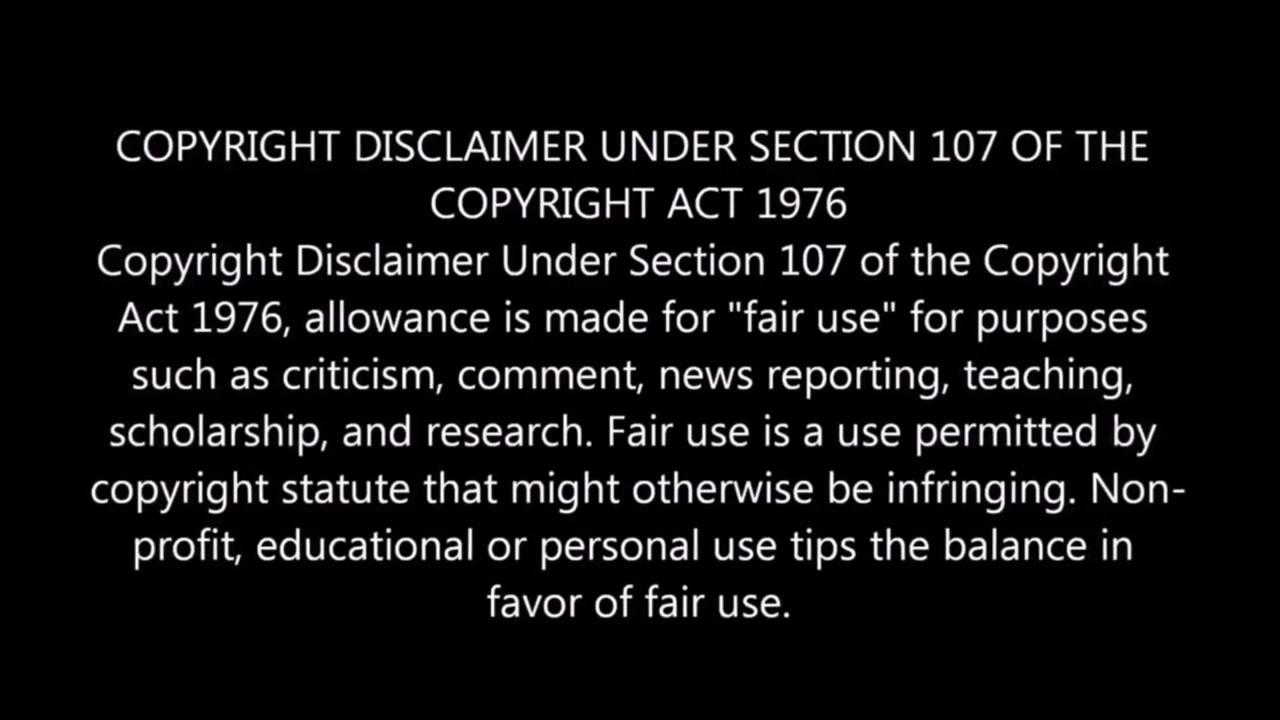 COPYRIGHT DISCLAIMER UNDER SECTION 107 OF THE
COPYRIGHT ACT 1976
Copyright Disclaimer Under Section 107 of the Copyright
Act 1976, allowance is made for "fair use" for purposes
such as criticism, comment, news reporting, teaching,
scholarship, and research. Fair use is a use permitted by
copyright statute that might otherwise be infringing. Non-
profit, educational or personal use tips the balance in
favor of fair use.